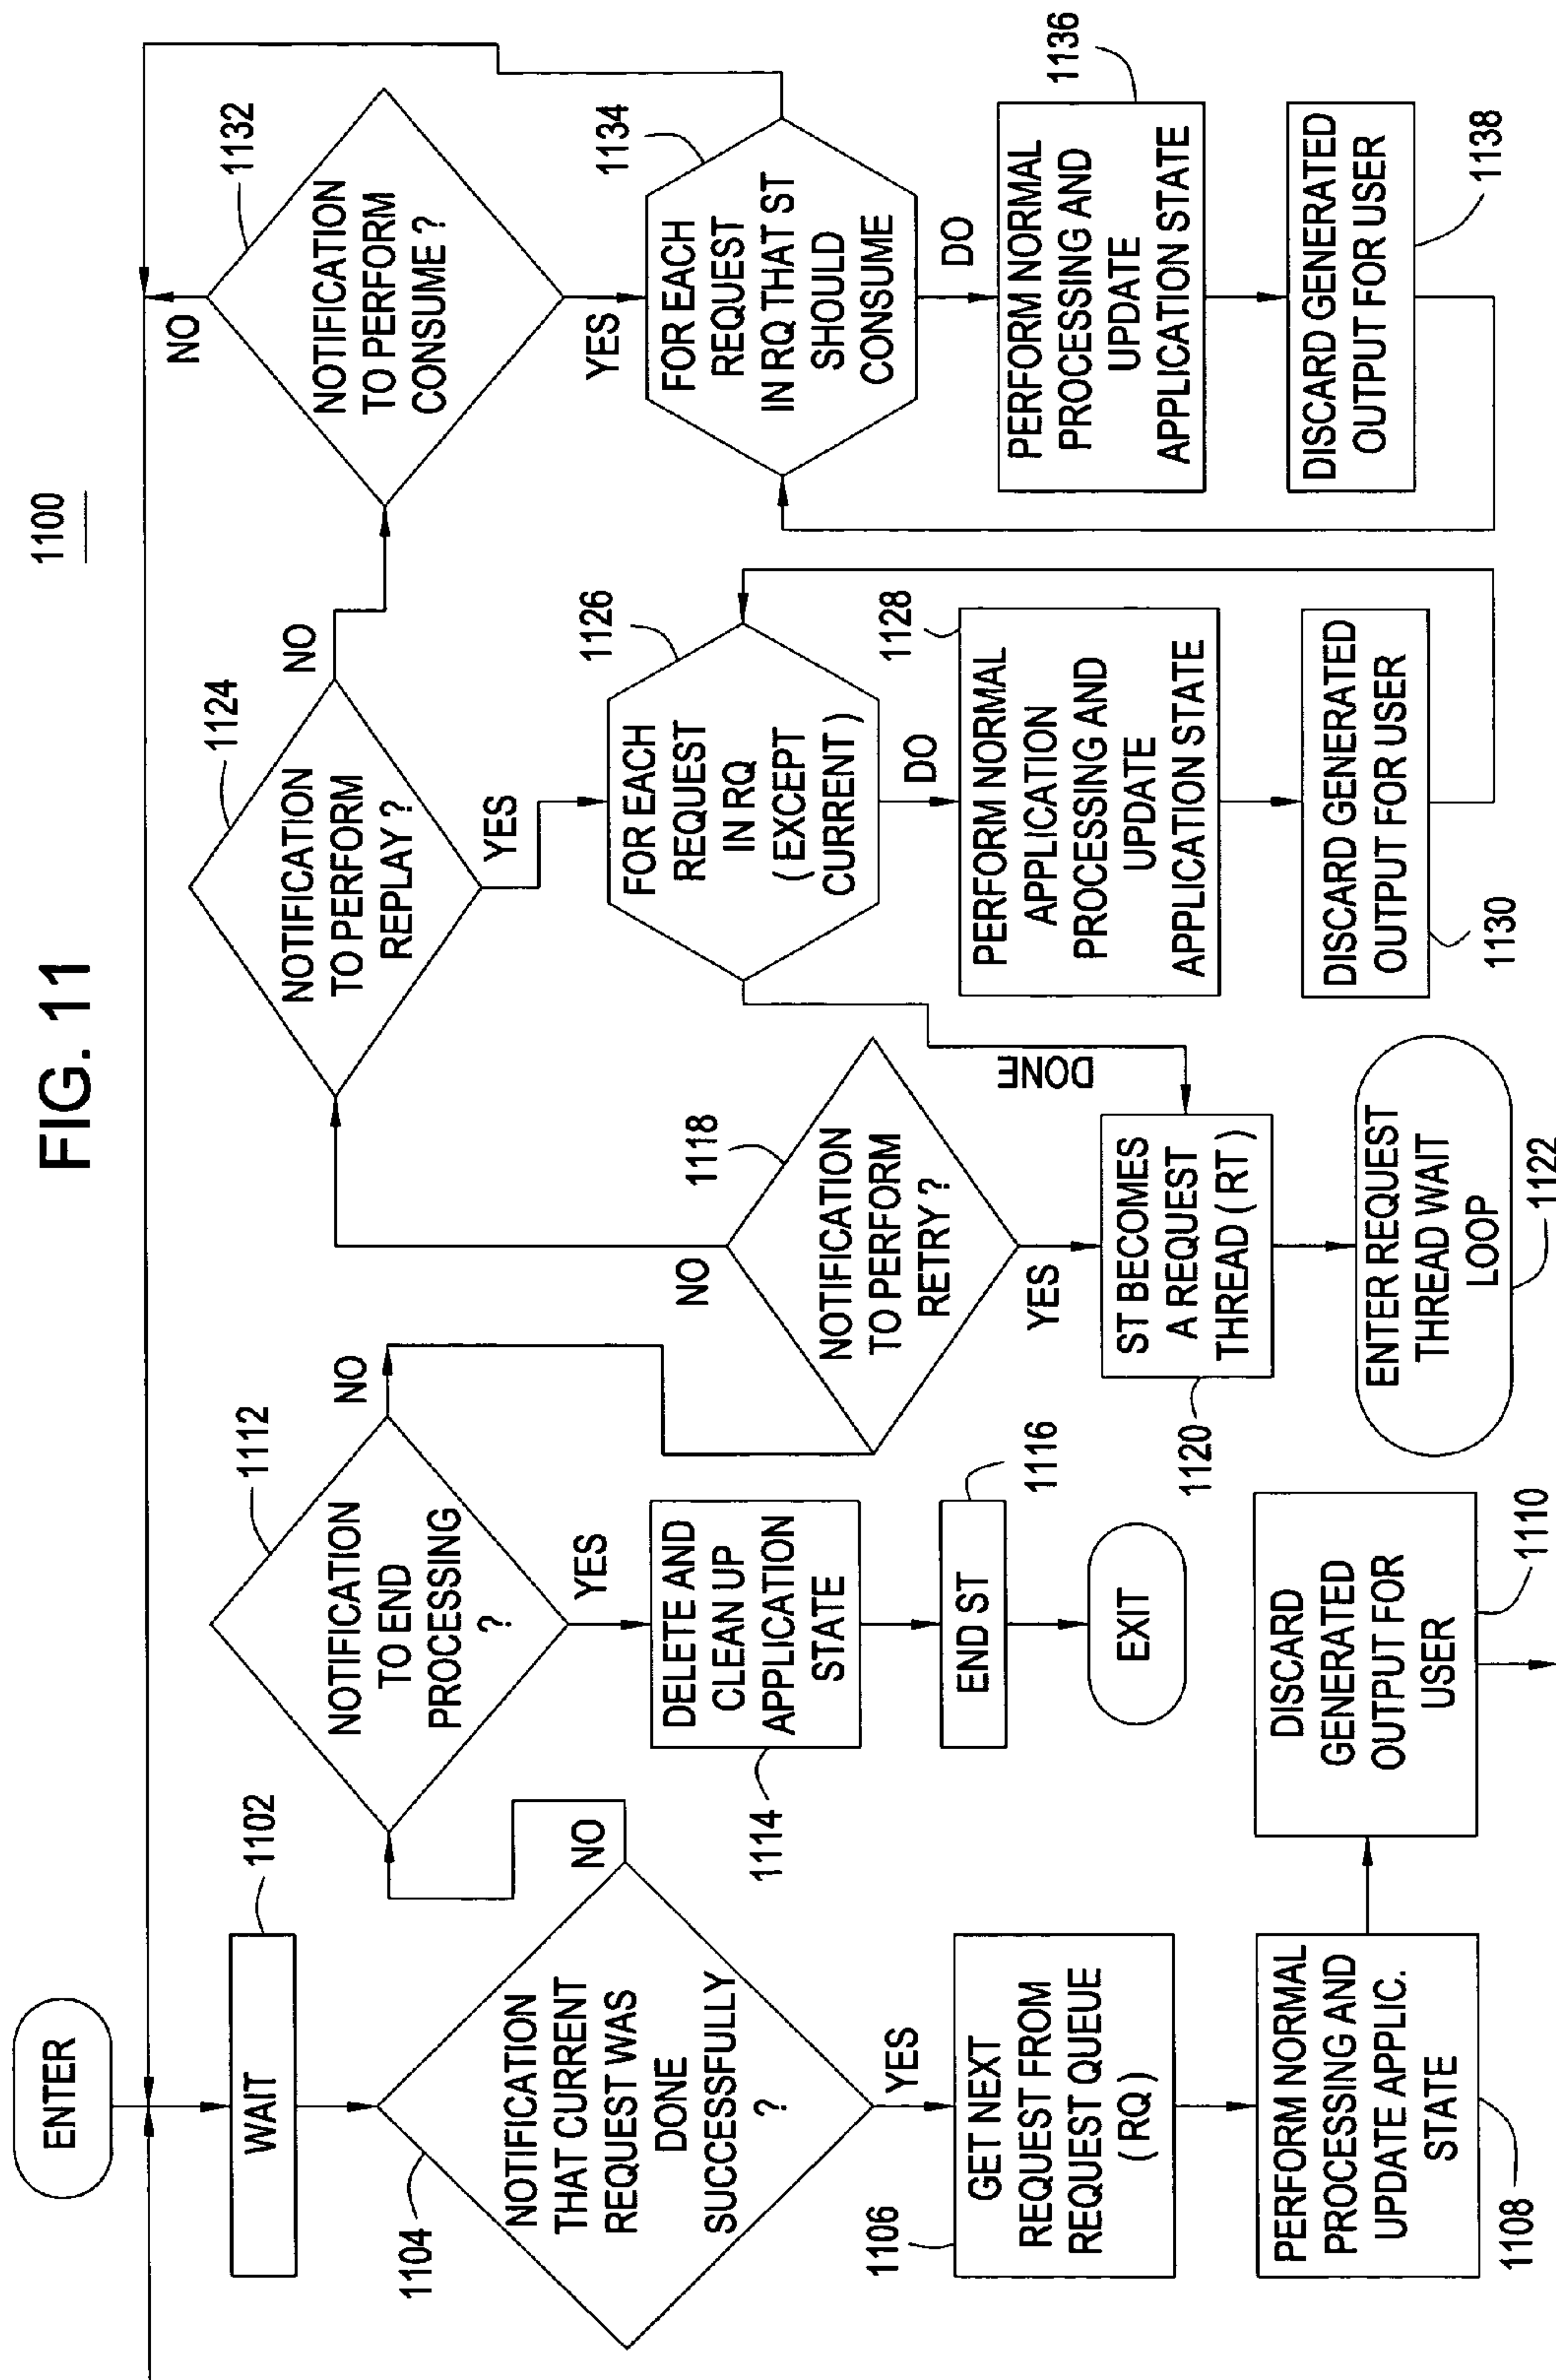 FIG. 11
1100
ENTER
WAIT
1102
NOTIFICATION
THAT CURRENT
REQUEST WAS
DONE
SUCCESSFULLY
?
1104
NO
YES
GET NEXT
REQUEST FROM
REQUEST QUEUE
( RQ )
1106
PERFORM NORMAL
PROCESSING AND
UPDATE APPLIC.
STATE
1108
DISCARD
GENERATED
OUTPUT FOR
USER
1110
NOTIFICATION
TO END
PROCESSING
?
1112
NO
YES
DELETE AND
CLEAN UP
APPLICATION
STATE
1114
END ST
1116
EXIT
NOTIFICATION
TO PERFORM
RETRY ?
1118
NO
YES
ST BECOMES
A REQUEST
THREAD ( RT )
1120
ENTER REQUEST
THREAD WAIT
LOOP
1122
NOTIFICATION
TO PERFORM
REPLAY ?
1124
NO
YES
FOR EACH
REQUEST
IN RQ
( EXCEPT
CURRENT )
1126
DONE
DO
PERFORM NORMAL
APPLICATION
PROCESSING AND
UPDATE
APPLICATION STATE
1128
DISCARD GENERATED
OUTPUT FOR USER
1130
NOTIFICATION
TO PERFORM
CONSUME ?
1132
NO
YES
FOR EACH
REQUEST
IN RQ THAT ST
SHOULD
CONSUME
1134
DO
PERFORM NORMAL
PROCESSING AND
UPDATE
APPLICATION STATE
1136
DISCARD GENERATED
OUTPUT FOR USER
1138